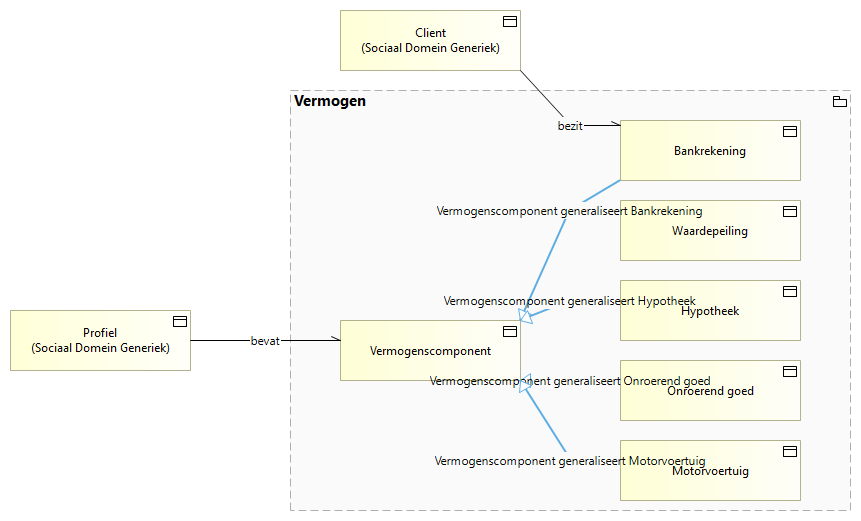 Client
(Sociaal Domein Generiek)
Vermogen
bezit
Bankrekening
Vermogenscomponent generaliseert Bankrekening
Waardepeiling
Vermogenscomponent generaliseert Hypotheek
Hypotheek
Profiel
(Sociaal Domein Generiek)
bevat
Vermogenscomponent
Vermogenscomponent generaliseert Onroerend goed
Onroerend goed
Vermogenscomponent generaliseert Motorvoertuig
Motorvoertuig